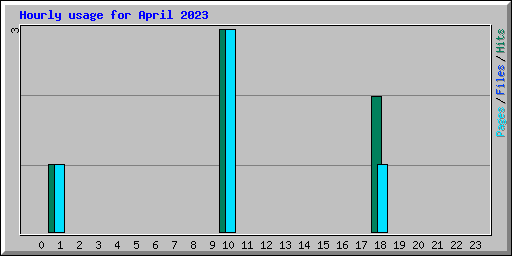 Hourly usage for April 2023
3
Pages/Files/Hits
0 1 2 3 4 5 6 7 8 9 10 11 12 13 14 15 16 17 18 19 20 21 22 23